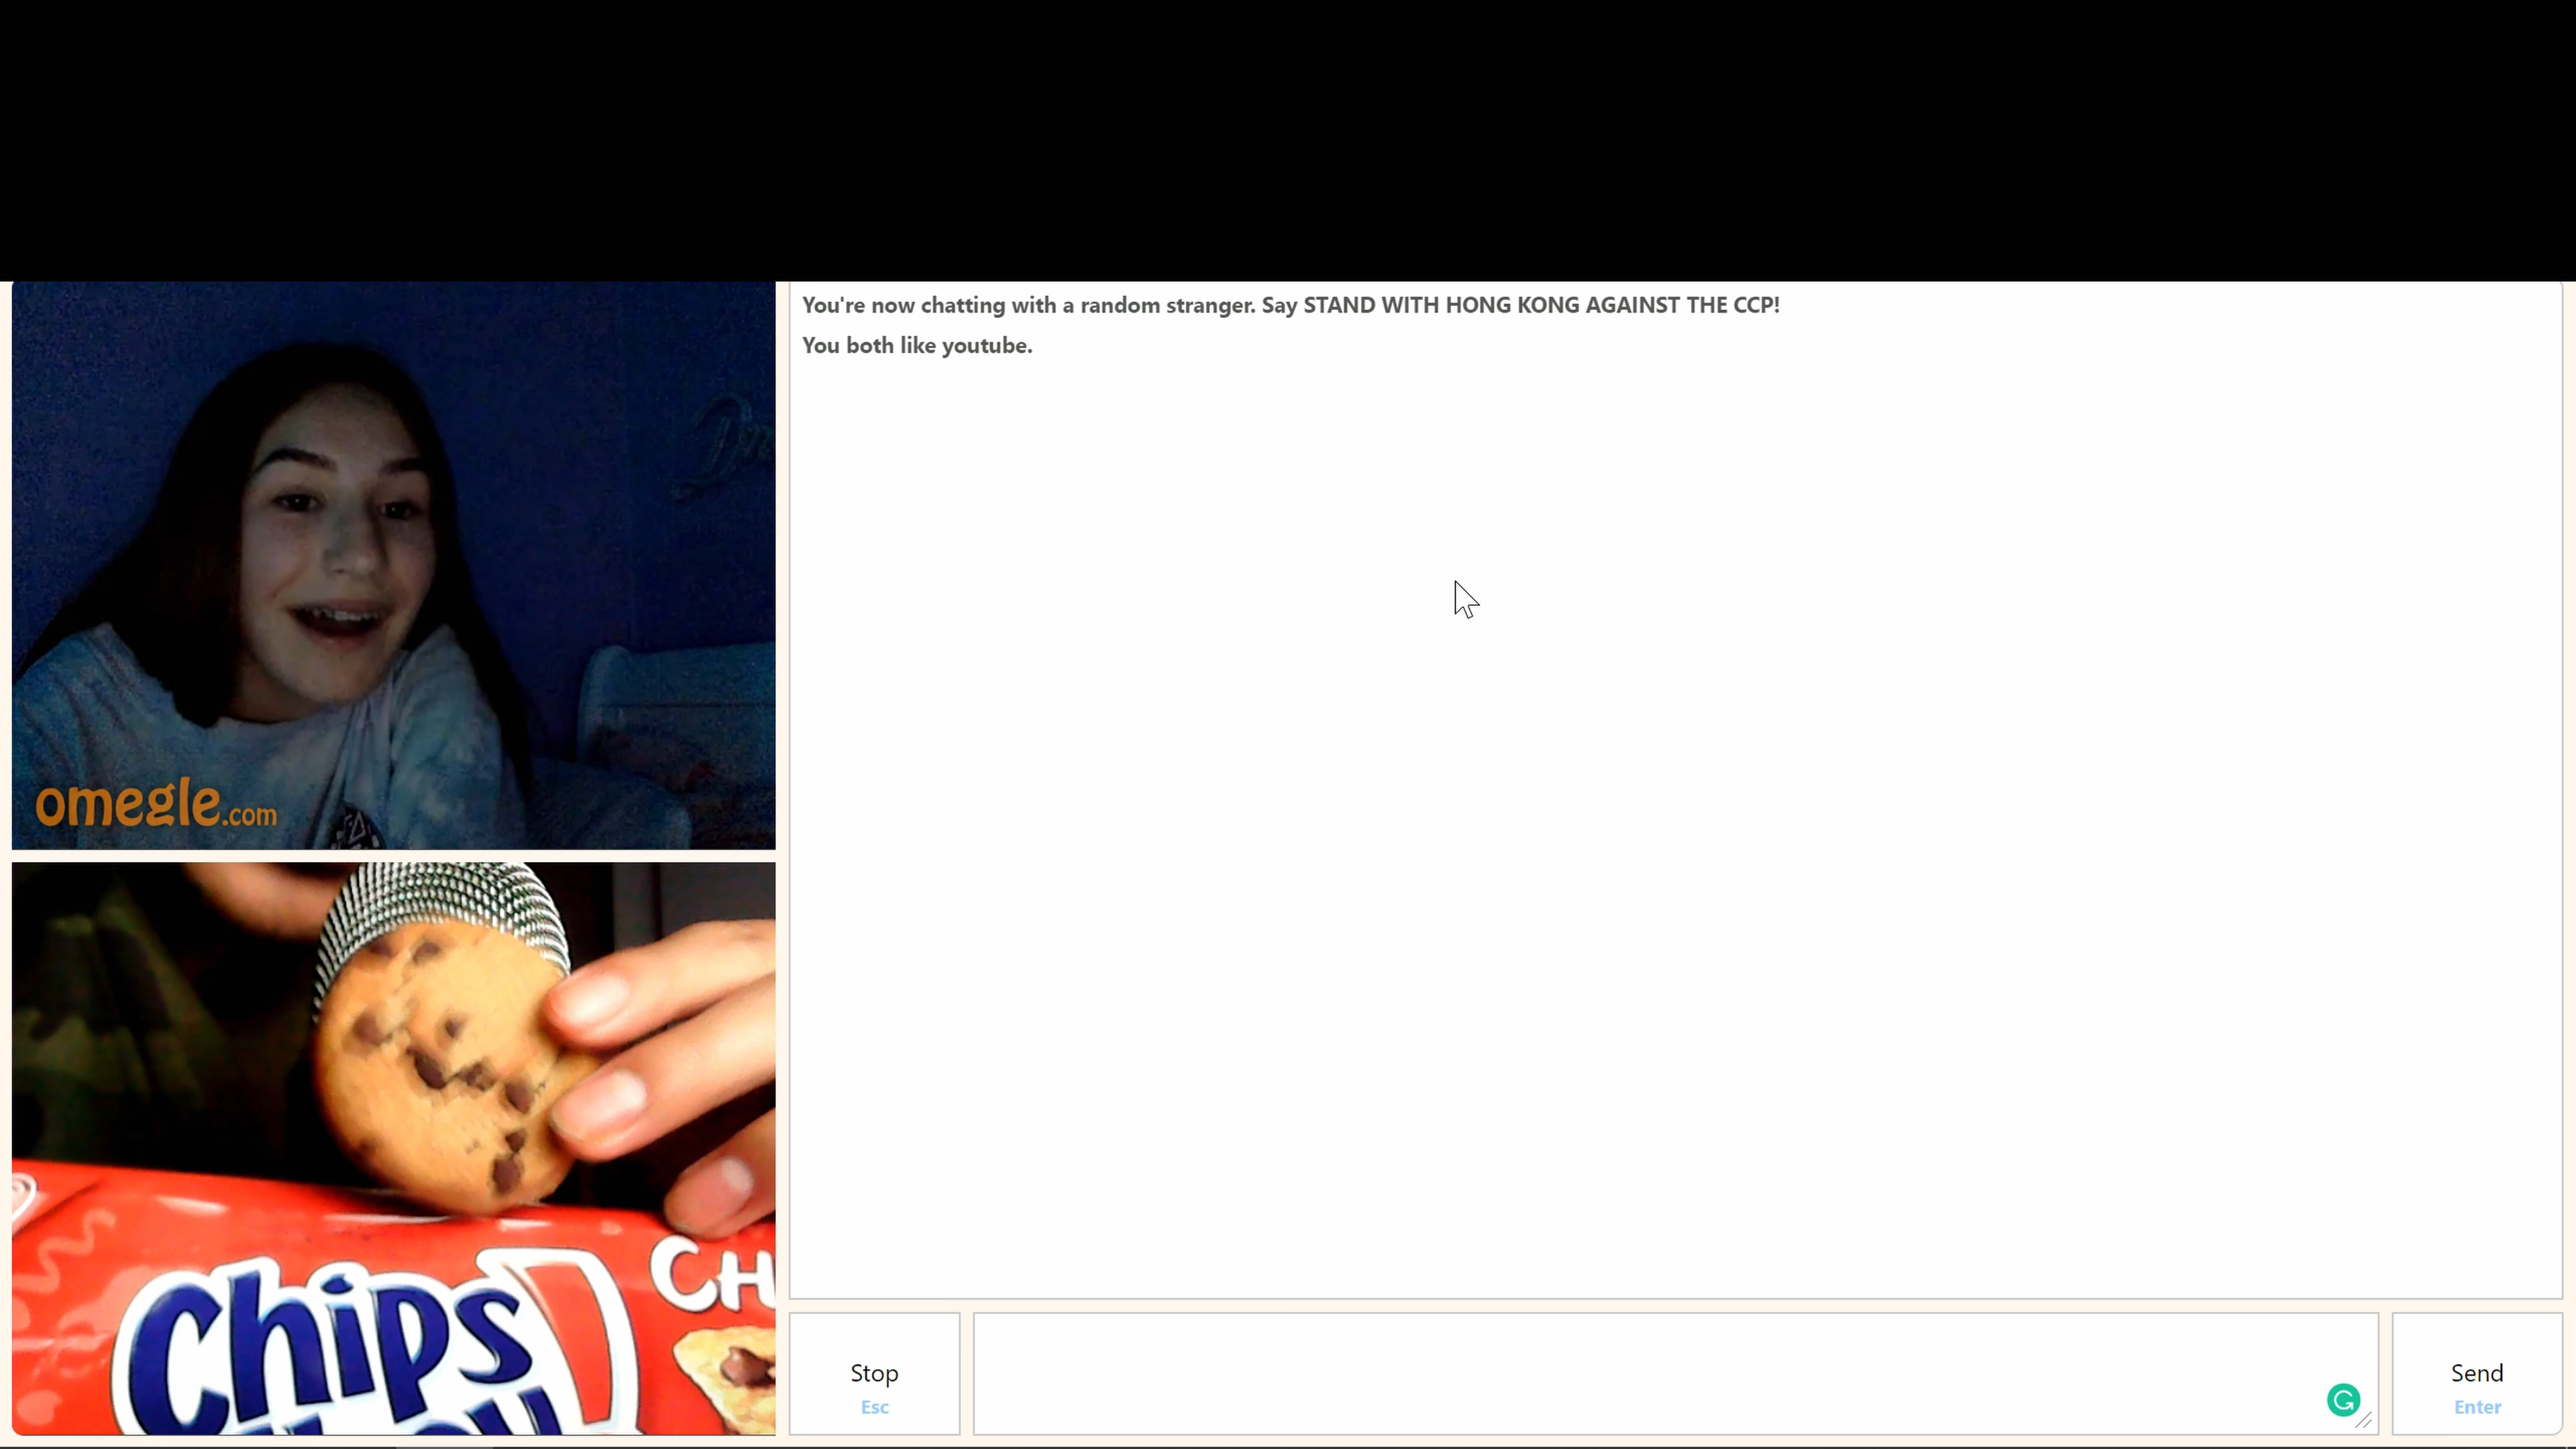 You're now chatting with a random stranger. Say STAND WITH HONG KONG AGAINST THE CCP!
You both like youtube.
omegle.com
Chips
CH
Stop
Esc
Send
Enter